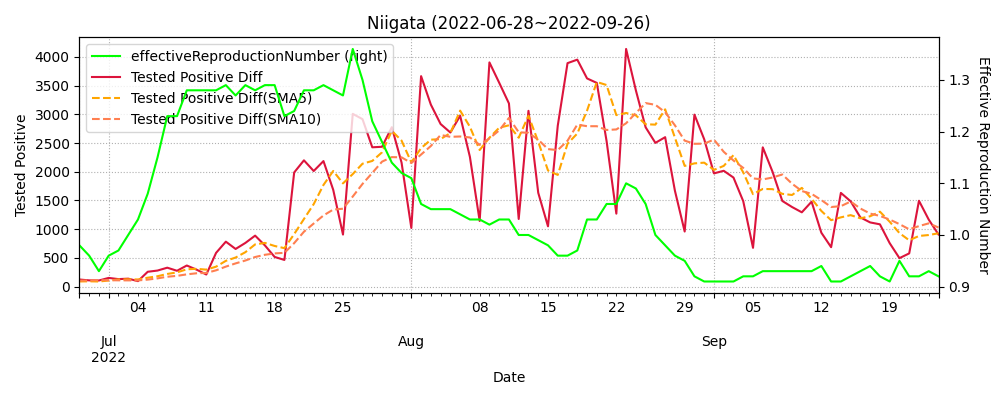 Niigata (2022-06-28~2022-09-26)
effectiveReproductionNumber (right)
Tested Positive Diff
Tested Positive Diff(SMA5)
Tested Positive Diff(SMA10)
Tested Positive
4000
3500
3000
2500
2000
1500
1000
500
0
Effective Reproduction Number
1.3
1.2
1.1
1.0
0.9
04 11 18 25 08 15 22 29 05 12 19
Jul Aug Sep
2022
Date